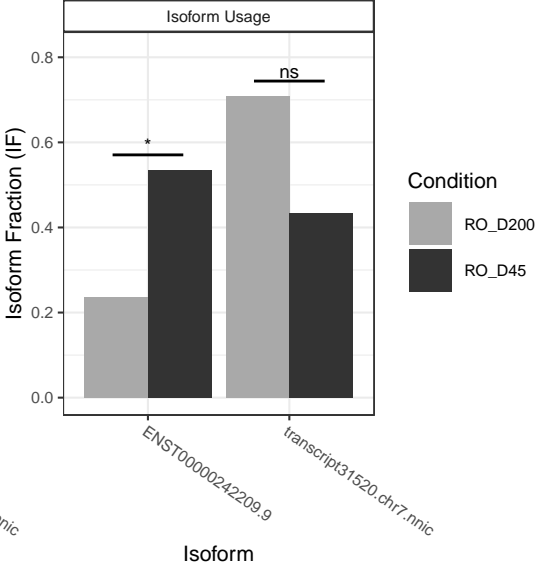 Isoform Usage
Isoform Fraction (IF)
0.8
0.6
0.4
0.2
0.0
*
ns
ENST00000242209.9
transcript31520.chr7.nnic
nnic
Isoform
Condition
RO_D200
RO_D45